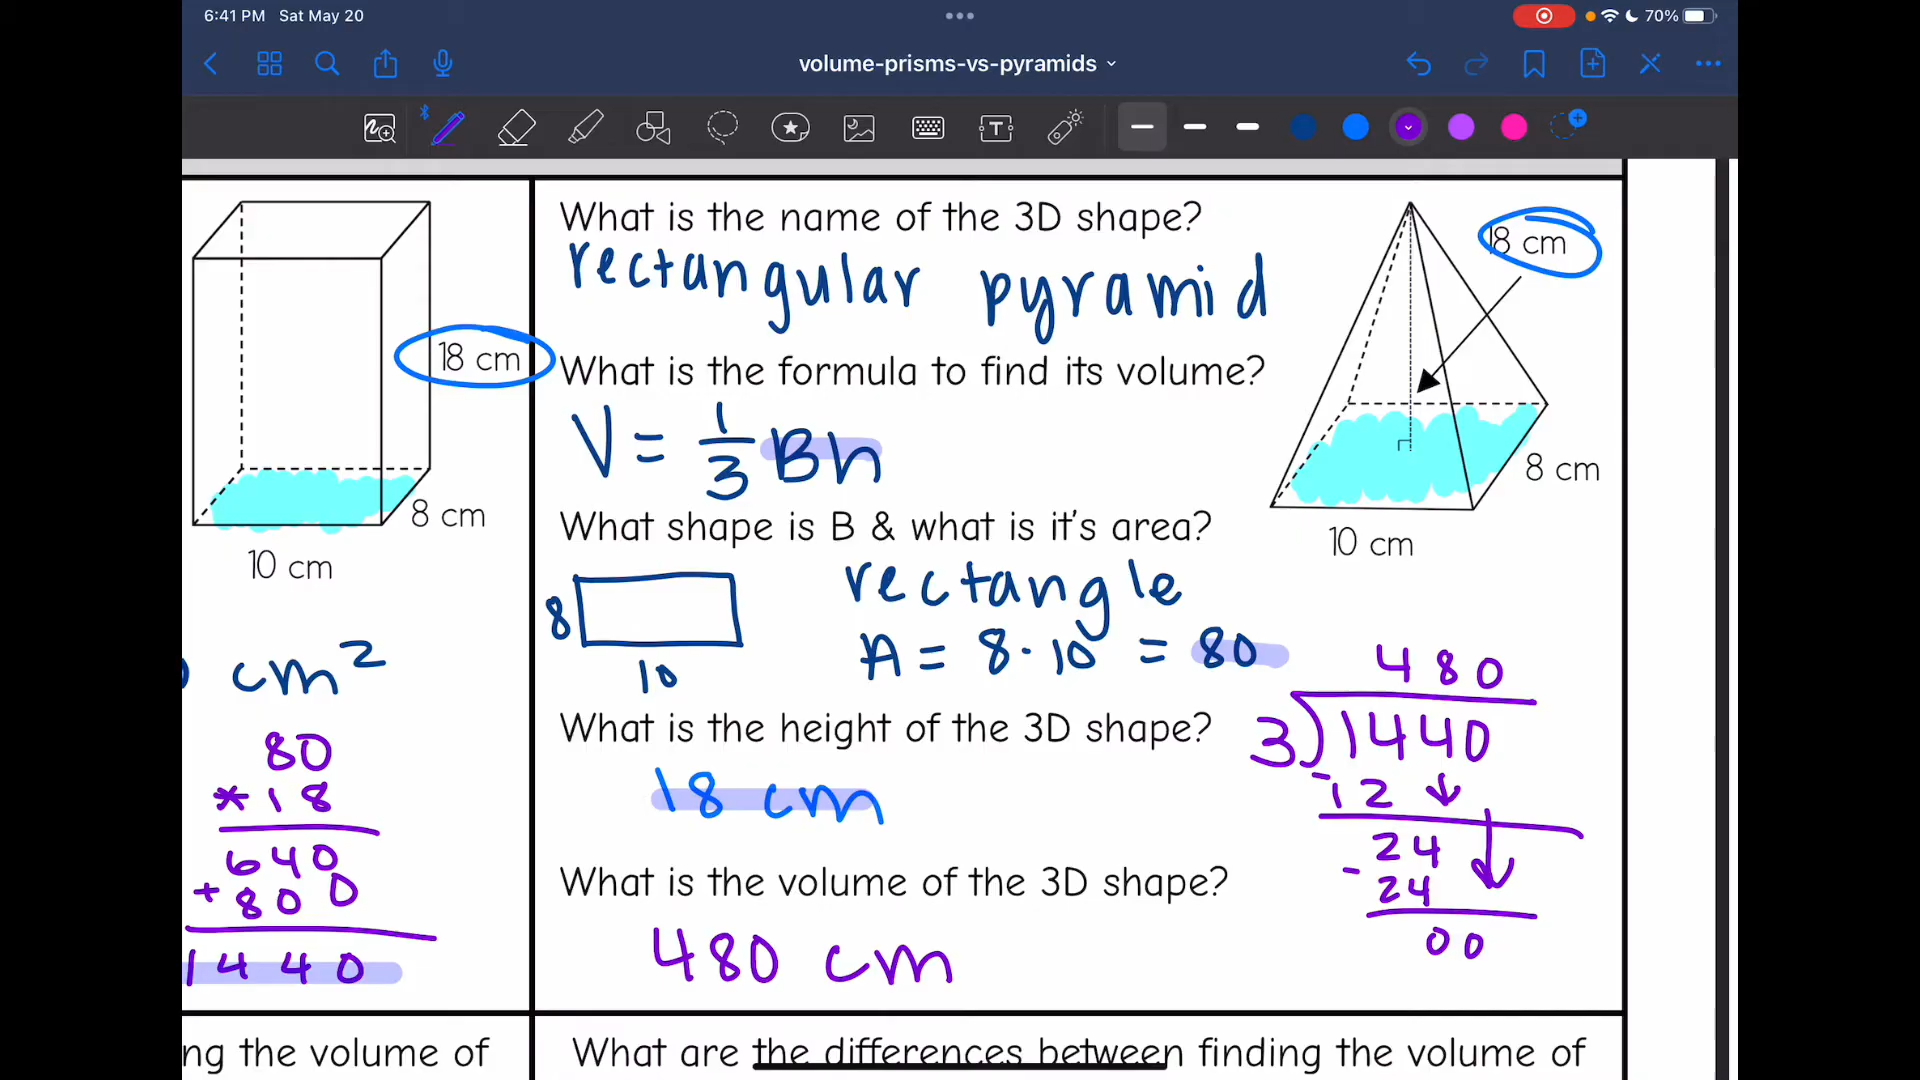 6:41 PM Sat May 20
70%
volume-prisms-vs-pyramids
T
18 cm
8 cm
10 cm
cm²
80
* 18
640
+ 800
1440
ng the volume of
What is the name of the 3D shape?
rectangular pyramid
What is the formula to find its volume?
V = 1/3 Bh
What shape is B & what is it's area?
8
10
rectangle
A = 8 · 10 = 80
What is the height of the 3D shape?
18 cm
What is the volume of the 3D shape?
480 cm
18 cm
8 cm
10 cm
480
3)1440
-12
24
-24
00
What are the differences between finding the volume of